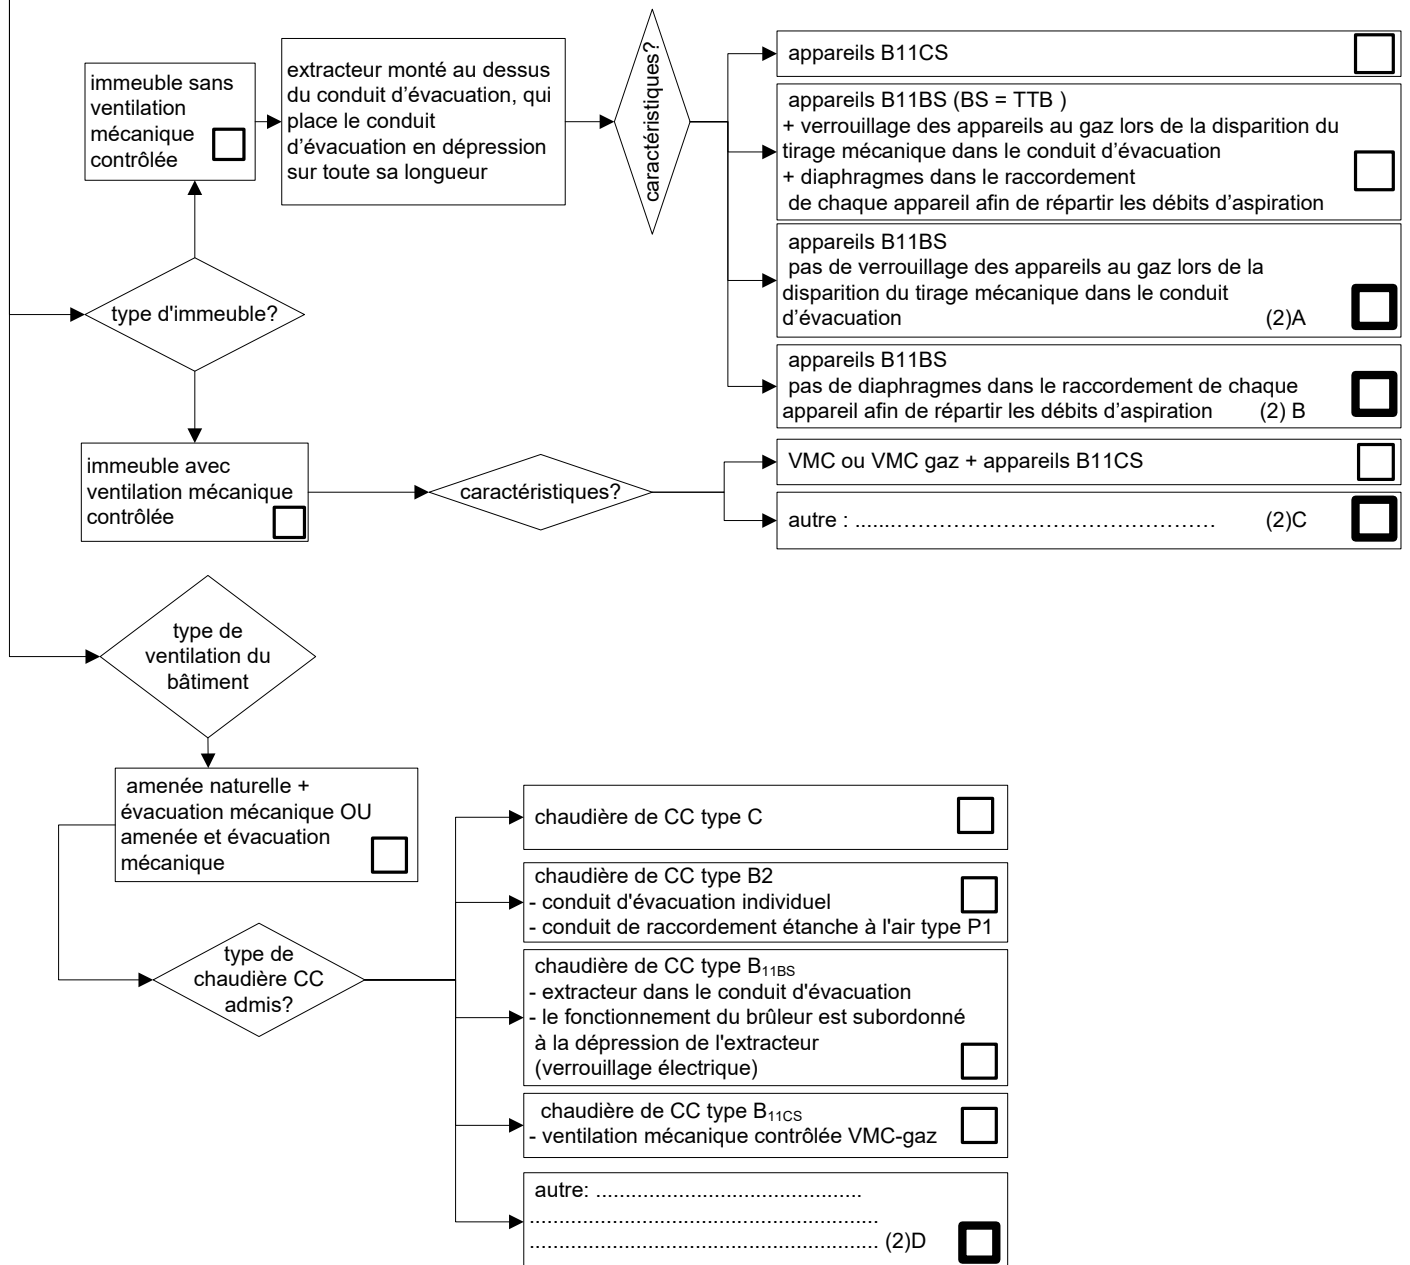 immeuble sans
ventilation
mécanique
contrôlée
extracteur monté au dessus
du conduit d'évacuation, qui
place le conduit
d'évacuation en dépression
sur toute sa longueur
caractéristiques?
appareils B11CS
appareils B11BS (BS = TTB )
+ verrouillage des appareils au gaz lors de la disparition du
tirage mécanique dans le conduit d'évacuation
+ diaphragmes dans le raccordement
de chaque appareil afin de répartir les débits d'aspiration
appareils B11BS
pas de verrouillage des appareils au gaz lors de la
disparition du tirage mécanique dans le conduit
d'évacuation (2)A
appareils B11BS
pas de diaphragmes dans le raccordement de chaque
appareil afin de répartir les débits d'aspiration (2) B
type d'immeuble?
immeuble avec
ventilation mécanique
contrôlée
caractéristiques?
VMC ou VMC gaz + appareils B11CS
autre : ......………………………………………… (2)C
type de
ventilation du
bâtiment
amenée naturelle +
évacuation mécanique OU
amenée et évacuation
mécanique
type de
chaudière CC
admis?
chaudière de CC type C
chaudière de CC type B2
- conduit d'évacuation individuel
- conduit de raccordement étanche à l'air type P1
chaudière de CC type B11BS
- extracteur dans le conduit d'évacuation
- le fonctionnement du brûleur est subordonné
à la dépression de l'extracteur
(verrouillage électrique)
chaudière de CC type B11CS
- ventilation mécanique contrôlée VMC-gaz
autre: .............................................
...........................................................
........................................................... (2)D